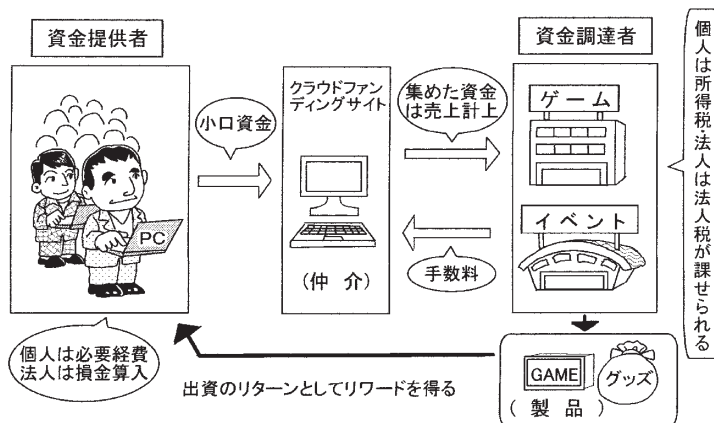 資金提供者
PC
個人は必要経費
法人は損金算入
小口資金
クラウドファン
ディングサイト
(仲 介)
集めた資金
は売上計上
手数料
資金調達者
ゲーム
イベント
個人は所得税・法人は法人税が課せられる
GAME
グッズ
(製 品)
出資のリターンとしてリワードを得る